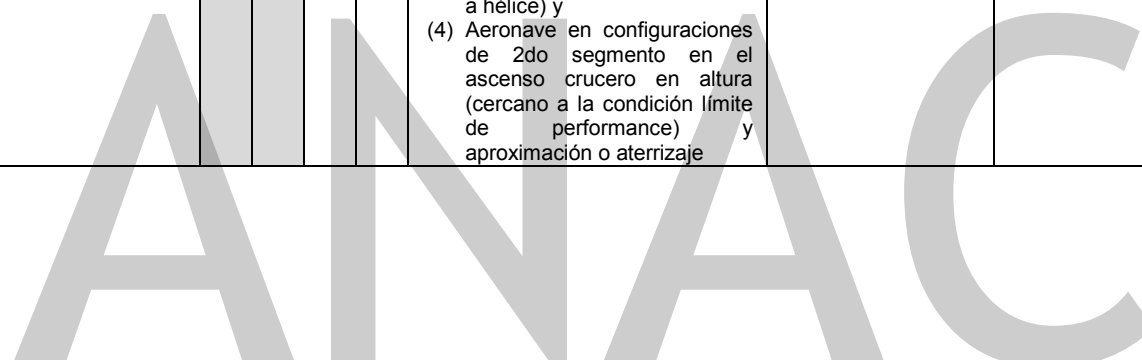 a hélice) y
(4) Aeronave en configuraciones
de 2do segmento en el
ascenso crucero en altura
(cercano a la condición límite
de performance) y
aproximación o aterrizaje
ANAC